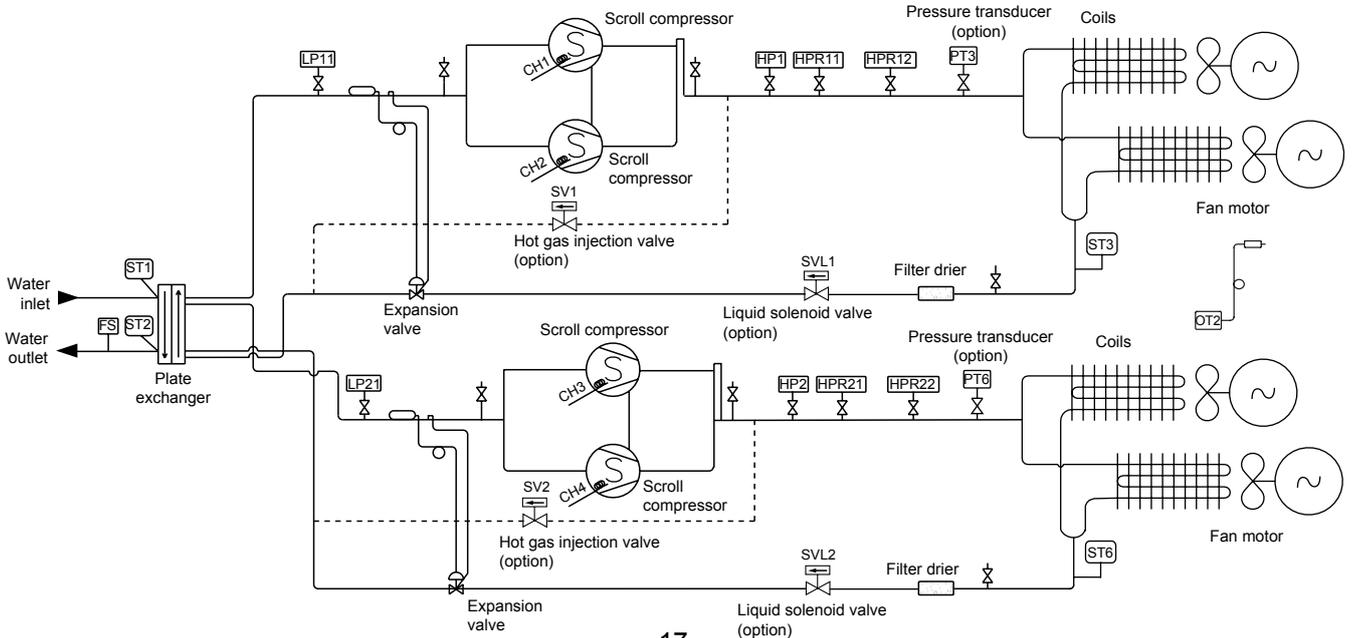 Scroll compressor
Pressure transducer
(option)
Coils
LP11
CH1
HP1
HPR11
HPR12
PT3
CH2
Scroll
compressor
SV1
Hot gas injection valve
(option)
Fan motor
ST3
ST1
Water
inlet
SVL1
Filter drier
Expansion
valve
Liquid solenoid valve
(option)
OT2
FS
ST2
Water
outlet
Plate
exchanger
Scroll compressor
Pressure transducer
(option)
Coils
LP21
CH3
HP2
HPR21
HPR22
PT6
CH4
Scroll
compressor
SV2
Hot gas injection valve
(option)
Fan motor
ST6
SVL2
Filter drier
Expansion
valve
Liquid solenoid valve
(option)
17